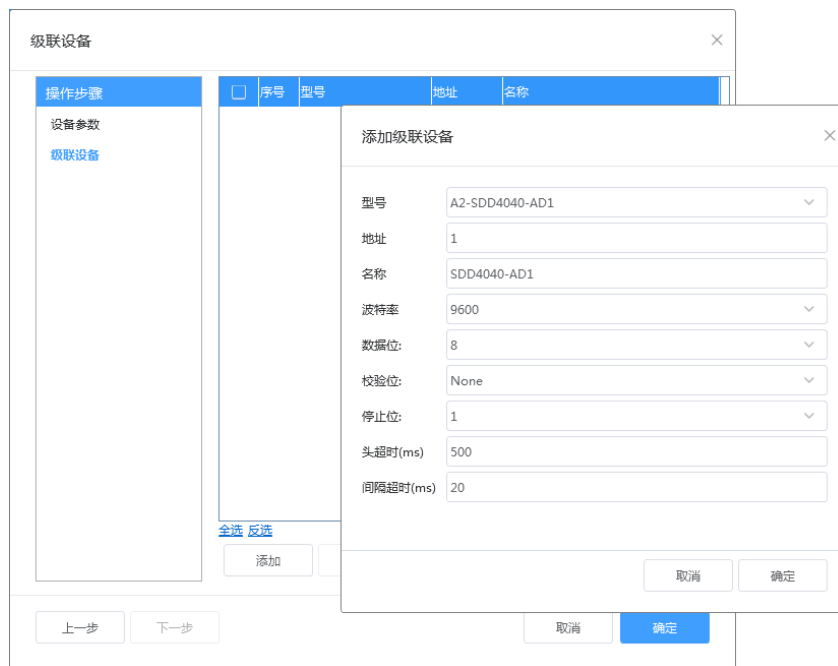 级联设备
操作步骤
设备参数
级联设备
序号 型号 地址 名称
添加级联设备
型号 A2-SDD4040-AD1
地址 1
名称 SDD4040-AD1
波特率 9600
数据位: 8
校验位: None
停止位: 1
头超时(ms) 500
间隔超时(ms) 20
取消 确定
全选 反选
添加
上一步 下一步 取消 确定